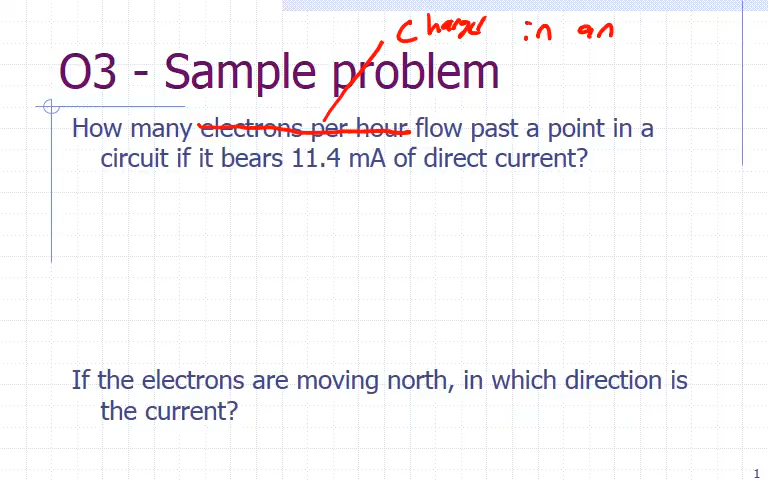 charge in an
O3 - Sample problem
How many electrons per hour flow past a point in a
circuit if it bears 11.4 mA of direct current?
If the electrons are moving north, in which direction is
the current?
1